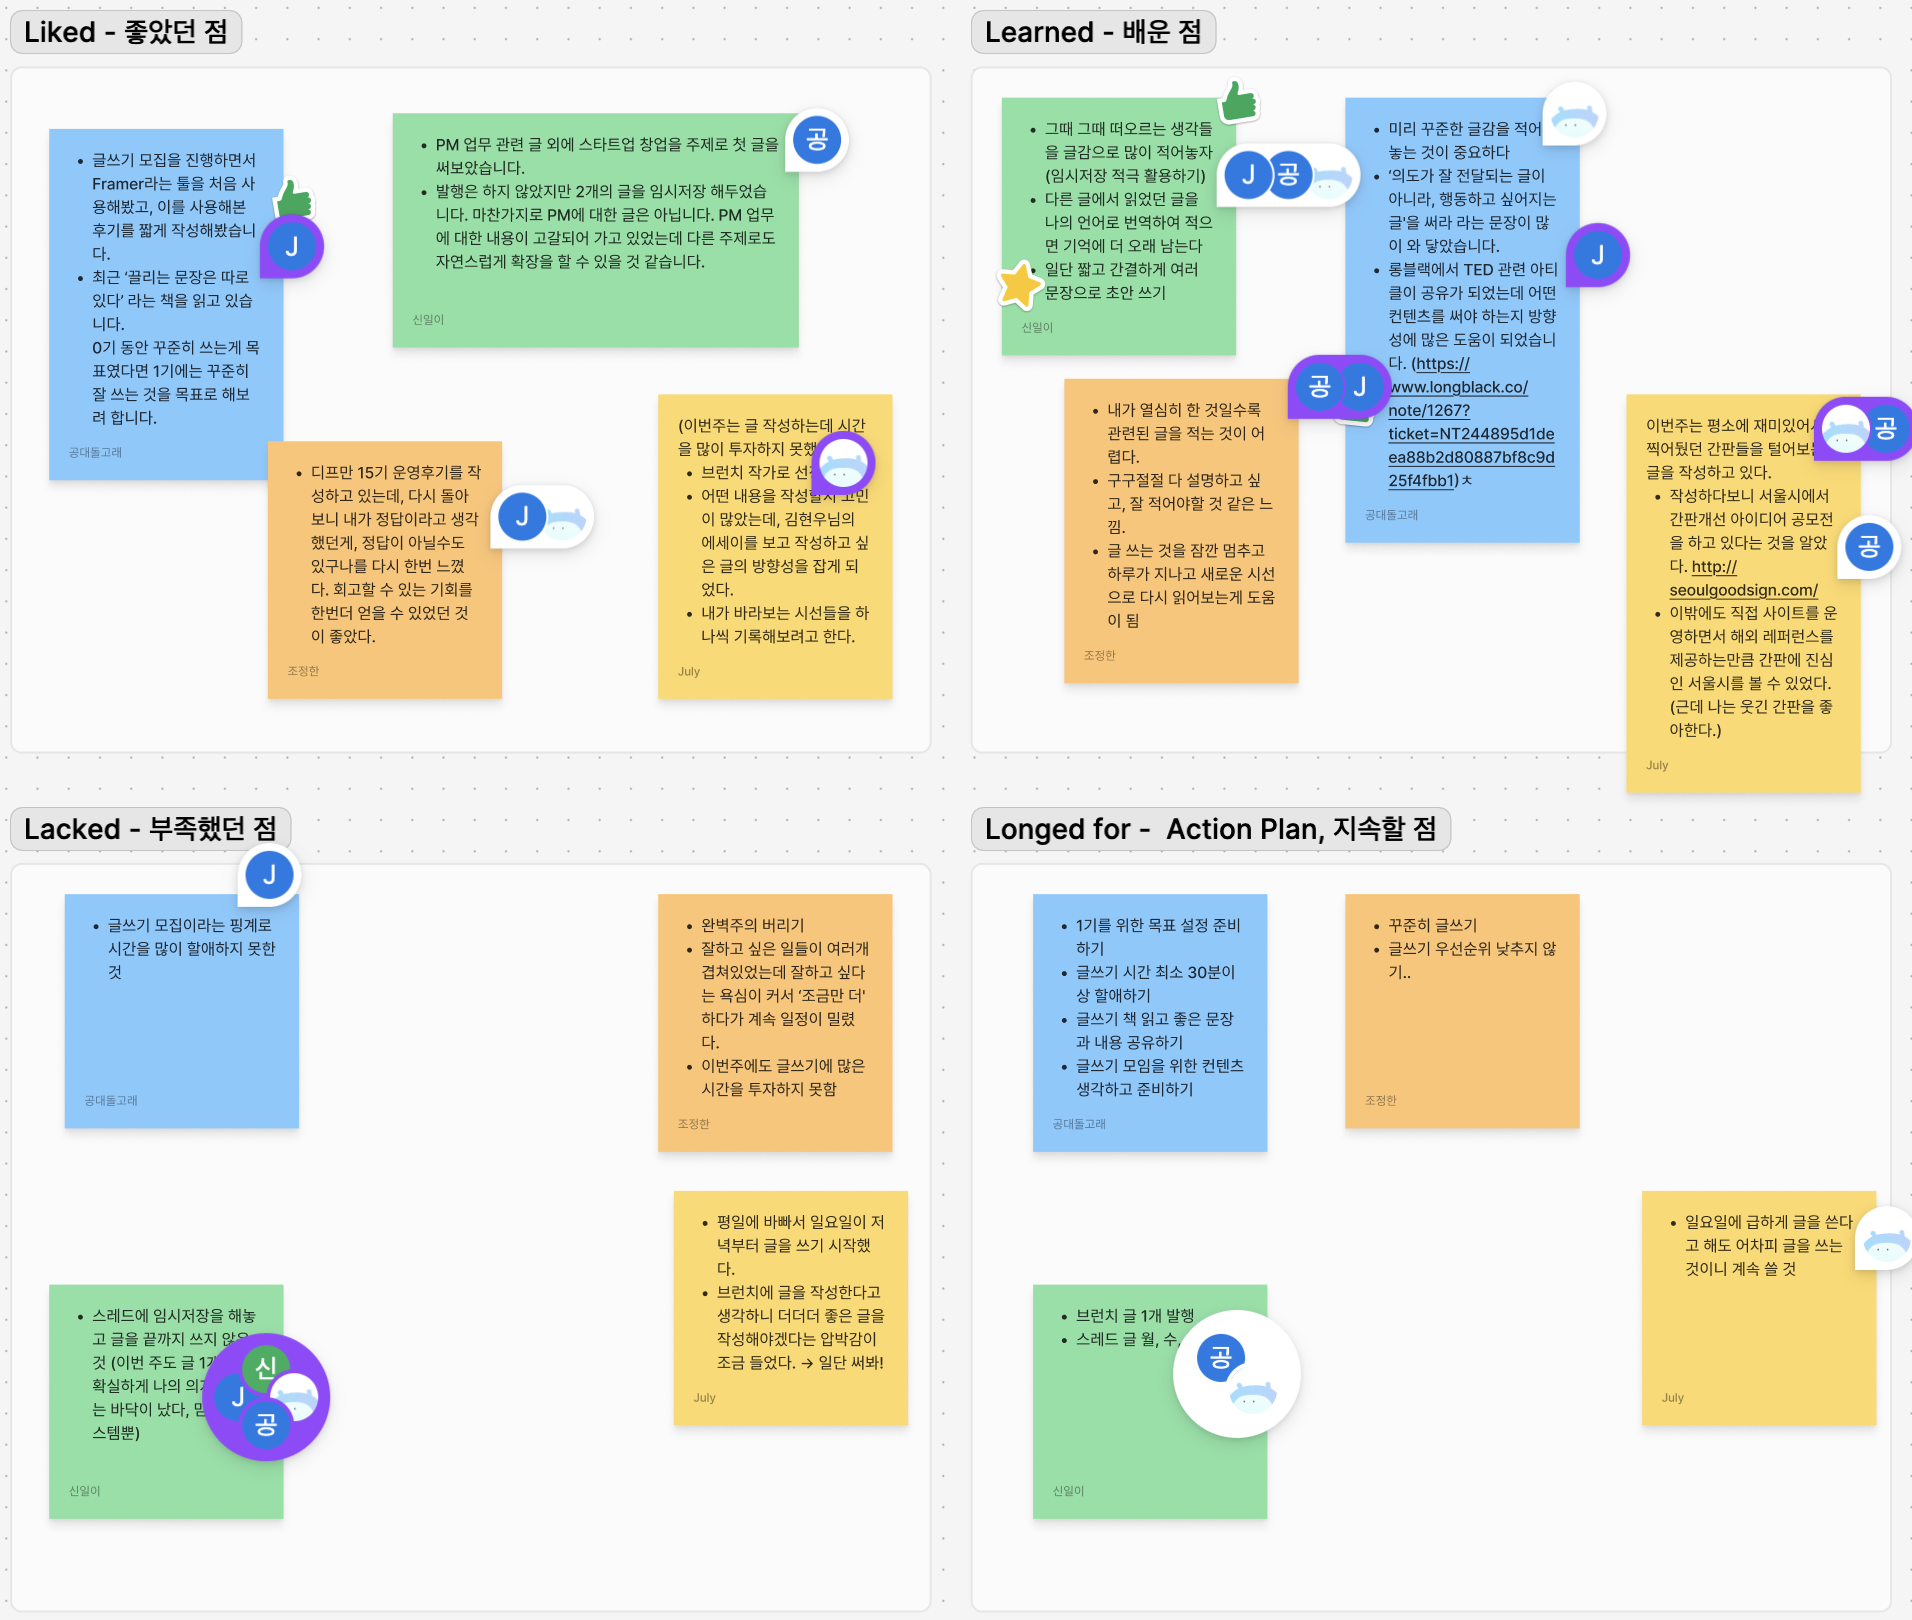 Liked - 좋았던 점
• 글쓰기 모집을 진행하면서
Framer라는 툴을 처음 사
용해봤고, 이를 사용해본
후기를 짧게 작성해봤습니
다.
• 최근 ‘끌리는 문장은 따로
있다’ 라는 책을 읽고 있습
니다.
0기 동안 꾸준히 쓰는게 목
표였다면 1기에는 꾸준히
잘 쓰는 것을 목표로 해보
려 합니다.
공대돌고래
J
• PM 업무 관련 글 외에 스타트업 창업을 주제로 첫 글을
써보았습니다.
• 발행은 하지 않았지만 2개의 글을 임시저장 해두었습
니다. 마찬가지로 PM에 대한 글은 아닙니다. PM 업무
에 대한 내용이 고갈되어 가고 있었는데 다른 주제로도
자연스럽게 확장을 할 수 있을 것 같습니다.
신일이
공
• 디프만 15기 운영후기를 작
성하고 있는데, 다시 돌아
보니 내가 정답이라고 생각
했던게, 정답이 아닐수도
있구나를 다시 한번 느꼈
다. 회고할 수 있는 기회를
한번더 얻을 수 있었던 것
이 좋았다.
조정한
J
(이번주는 글 작성하는데 시간
을 많이 투자하지
• 브런치 작가로
• 어떤 내용을 작성할지 고민
이 많았는데, 김현우님의
에세이를 보고 작성하고 싶
은 글의 방향성을 잡게 되
었다.
• 내가 바라보는 시선들을 하
나씩 기록해보려고 한다.
July
Learned - 배운 점
• 그때 그때 떠오르는 생각들
을 글감으로 많이 적어놓자
(임시저장 적극 활용하기)
• 다른 글에서 읽었던 글을
나의 언어로 번역하여 적으
면 기억에 더 오래 남는다
• 일단 짧고 간결하게 여러
문장으로 초안 쓰기
신일이
J 공
• 미리 꾸준한 글감을 적어
놓는 것이 중요하다
• ‘의도가 잘 전달되는 글이
아니라, 행동하고 싶어지는
글'을 써라 라는 문장이 많
이 와 닿았습니다.
• 롱블랙에서 TED 관련 아티
클이 공유가 되었는데 어떤
컨텐츠를 써야 하는지 방향
성에 많은 도움이 되었습니
다. (https://
www.longblack.co/
note/1267?
ticket=NT244895d1de
ea88b2d80887bf8c9d
25f4fbb1)ㅊ
공대돌고래
J
• 내가 열심히 한 것일수록
관련된 글을 적는 것이 어
렵다.
• 구구절절 다 설명하고 싶
고, 잘 적어야할 것 같은 느
낌.
• 글 쓰는 것을 잠깐 멈추고
하루가 지나고 새로운 시선
으로 다시 읽어보는게 도움
이 됨
조정한
공 J
이번주는 평소에
찍어뒀던 간판들을
글을 작성하고 있다.
• 작성하다보니 서울시에서
간판개선 아이디어 공모전
을 하고 있다는 것을 알았
다. http://
seoulgoodsign.com/
• 이밖에도 직접 사이트를 운
영하면서 해외 레퍼런스를
제공하는만큼 간판에 진심
인 서울시를 볼 수 있었다.
(근데 나는 웃긴 간판을 좋
아한다.)
July
공
공
Lacked - 부족했던 점
J
• 글쓰기 모집이라는 핑계로
시간을 많이 할애하지 못한
것
공대돌고래
• 완벽주의 버리기
• 잘하고 싶은 일들이 여러개
겹쳐있었는데 잘하고 싶다
는 욕심이 커서 ‘조금만 더'
하다가 계속 일정이 밀렸
다.
• 이번주에도 글쓰기에 많은
시간을 투자하지 못함
조정한
• 평일에 바빠서 일요일이 저
녁부터 글을 쓰기 시작했
다.
• 브런치에 글을 작성한다고
생각하니 더더더 좋은 글을
작성해야겠다는 압박감이
조금 들었다. → 일단 써봐!
July
• 스레드에 임시저장을 해놓
고 글을 끝까지 쓰지 않은
것 (이번 주도 글
확실하게 나의
는 바닥이 났다,
스템뿐)
신일이
신
J
공
Longed for - Action Plan, 지속할 점
• 1기를 위한 목표 설정 준비
하기
• 글쓰기 시간 최소 30분이
상 할애하기
• 글쓰기 책 읽고 좋은 문장
과 내용 공유하기
• 글쓰기 모임을 위한 컨텐츠
생각하고 준비하기
공대돌고래
• 꾸준히 글쓰기
• 글쓰기 우선순위 낮추지 않
기..
조정한
• 일요일에 급하게 글을 쓴다
고 해도 어차피 글을 쓰는
것이니 계속 쓸 것
July
• 브런치 글 1개 발행
• 스레드 글 월, 수,
신일이
공